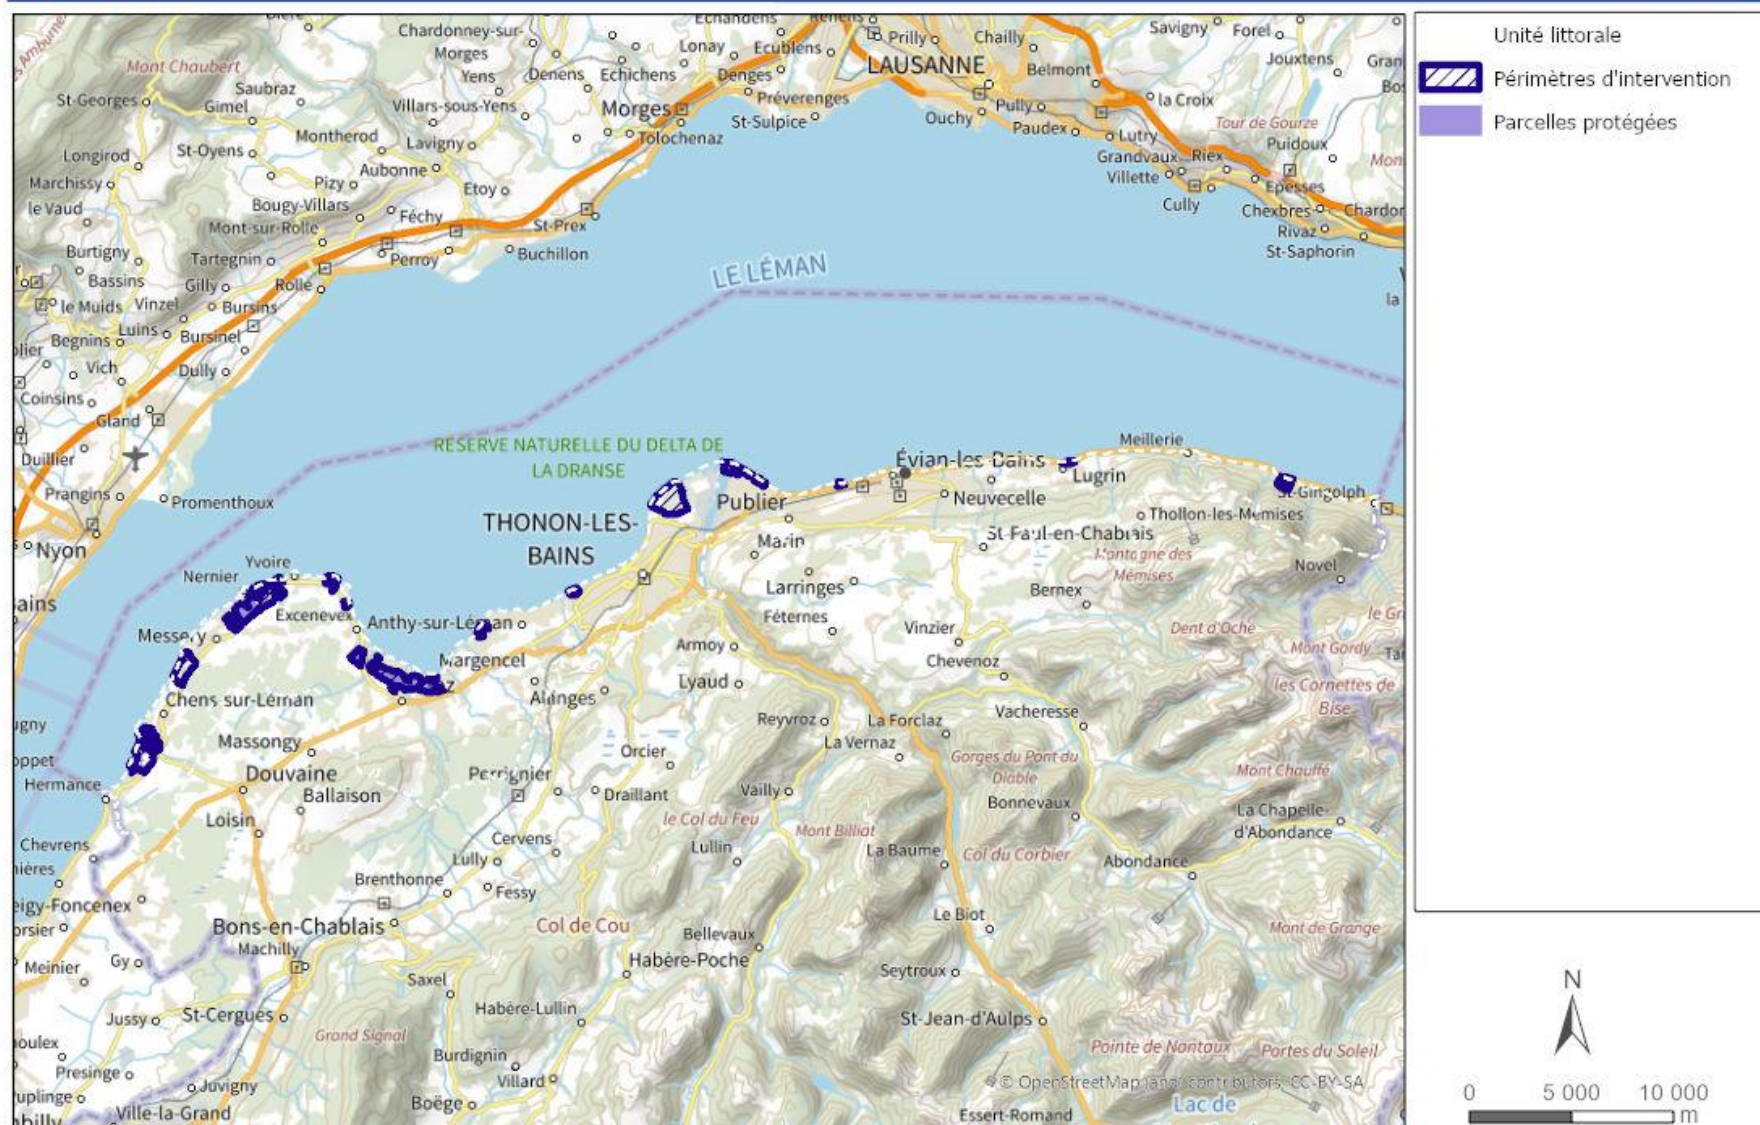 Unité littorale
Périmètres d'intervention
Parcelles protégées
Chardonney-sur-
Morges
Échandens
Renens
Prilly
Chailly
Savigny
Forel
Mont Chaubert
Lonay
Ecublens
LAUSANNE
Belmont
Jouxtens
St-Georges
Saubraz
Gimel
Yens
Denens
Echichens
Denges
Villars-sous-Yens
Morges
Préverenges
Pully
la Croix
Montherod
Tolochenaz
St-Sulpice
Ouchy
Paudex
Lutry
Tour de Gourze
Longirod
St-Oyens
Lavigny
Grandvaux
Riex
Puidoux
Marchissy
Pizy
Aubonne
Etoy
Villette
Epesses
le Vaud
Bougy-Villars
Féchy
St-Prex
Cully
Chexbres
Mont-sur-Rolle
Rivaz
Burtigny
Tartegnin
Perroy
Buchillon
St-Saphorin
Bassins
Gilly
Rolle
LE LÉMAN
le Muids
Vinzel
Bursins
Luins
Begnins
Bursinel
Vich
Dully
Coinsins
Gland
Duillier
RÉSERVE NATURELLE DU DELTA DE
LA DRANSE
Évian-les-Bains
Meillerie
Lugrin
Prangins
Promenthoux
Publier
Neuvecelle
St-Gingolph
Thollon-les-Mémises
THONON-LES-
BAINS
Nyon
Marin
St-Paul-en-Chablais
Montagne des
Mémises
Novel
Yvoire
Nernier
Larringes
Bernex
Excenevex
Anthy-sur-Léman
Féternes
Vinzier
Dent d'Oche
Messery
Margencel
Armoy
Chevenoz
Mont Gordy
Chens-sur-Léman
Allinges
Lyaud
les Cornettes de
Bise
Reyvroz
La Forclaz
Vacheresse
Massongy
Orcier
La Vernaz
Gorges du Pont du
Diable
Mont Chauffé
Hermance
Douvaine
Perrignier
Ballaison
Draillant
Vailly
Bonnevaux
Loisin
le Col du Feu
Mont Billiat
La Chapelle-
d'Abondance
Chevrens
Cervens
Lully
Lullin
La Baume
Col du Corbier
Abondance
Brenthonne
Fessy
Bons-en-Chablais
Col de Cou
Le Biot
Mont de Grange
Machilly
Bellevaux
Meinier
Gy
Habère-Poche
Saxel
Seytroux
Jussy
St-Cergues
Habère-Lullin
St-Jean-d'Aulps
Grand Signal
Pointe de Nantaux
Portes du Soleil
Presinge
Burdignin
Juvigny
Villard
© OpenStreetMap (and) contributors, CC-BY-SA
Ville-la-Grand
Boëge
Essert-Romand
Lac de
N
0
5 000
10 000
m